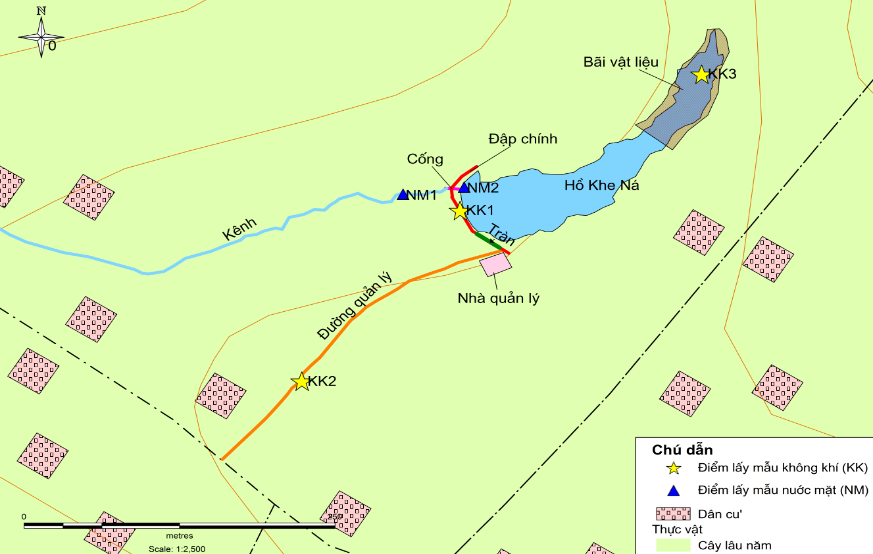 N
0
Bãi vật liệu
KK3
Đập chính
Cống
NM1
NM2
Hồ Khe Ná
KK1
Kênh
Tràn
Nhà quản lý
Đường quản lý
KK2
Chú dẫn
Điểm lấy mẫu không khí (KK)
Điểm lấy mẫu nước mặt (NM)
Dân cư
Thực vật
Cây lâu năm
0
metres
Scale: 1:2,500